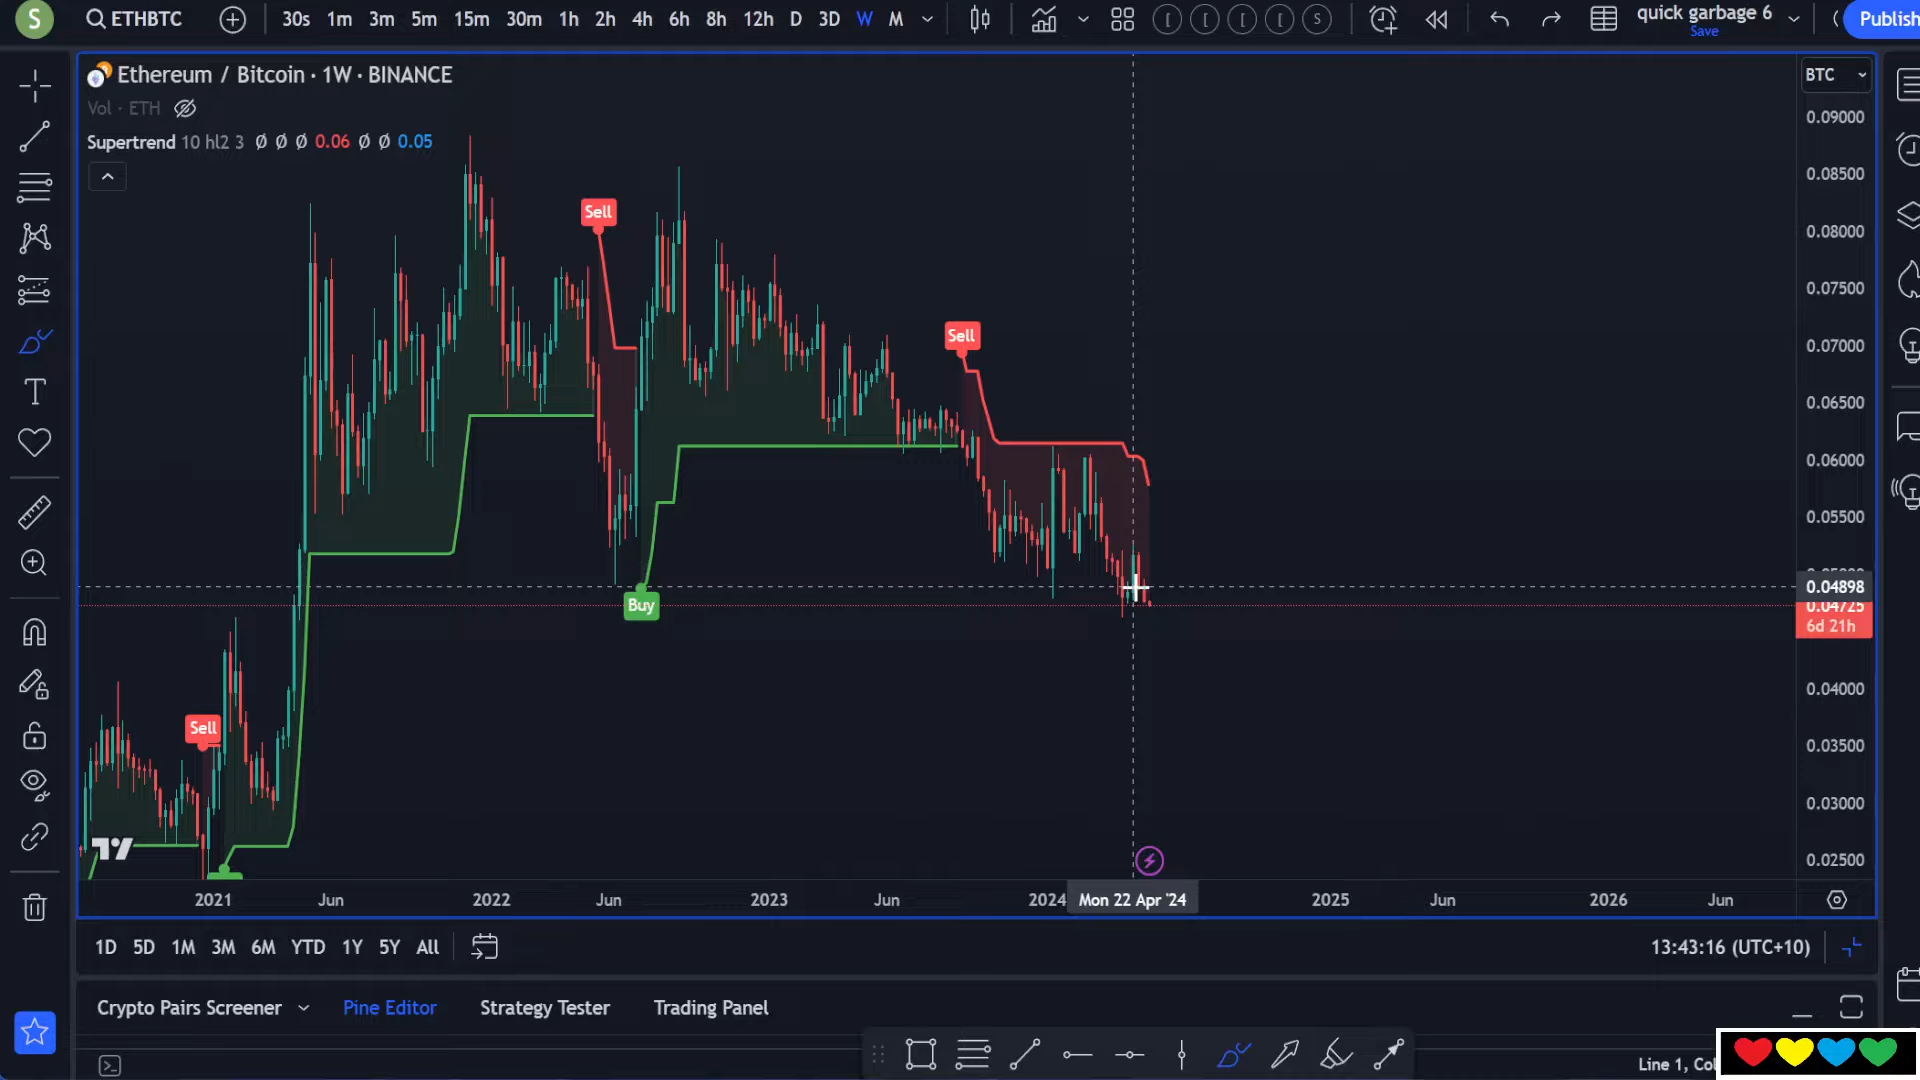 S ETHBTC 30s 1m 3m 5m 15m 30m 1h 2h 4h 6h 8h 12h D 3D W M [ [ [ [ S quick garbage 6 Publish
Save
Ethereum / Bitcoin · 1W · BINANCE BTC
Vol · ETH
Supertrend 10 hl2 3 Ø Ø Ø 0.06 Ø Ø 0.05
0.09000
0.08500
Sell
0.08000
0.07500
Sell
0.07000
0.06500
0.06000
0.05500
0.04898
0.04725
Buy
6d 21h
0.04000
Sell
0.03500
0.03000
0.02500
2021 Jun 2022 Jun 2023 Jun 2024 Mon 22 Apr '24 2025 Jun 2026 Jun
1D 5D 1M 3M 6M YTD 1Y 5Y All 13:43:16 (UTC+10)
Crypto Pairs Screener Pine Editor Strategy Tester Trading Panel
Line 1, Col